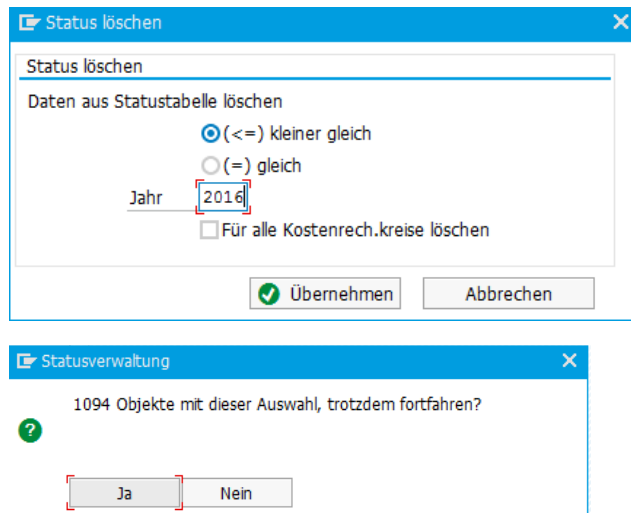 Status löschen
Status löschen
Daten aus Statustabelle löschen
(<=) kleiner gleich
(=) gleich
Jahr 2016
Für alle Kostenrech.kreise löschen
Übernehmen Abbrechen
Statusverwaltung
1094 Objekte mit dieser Auswahl, trotzdem fortfahren?
Ja Nein